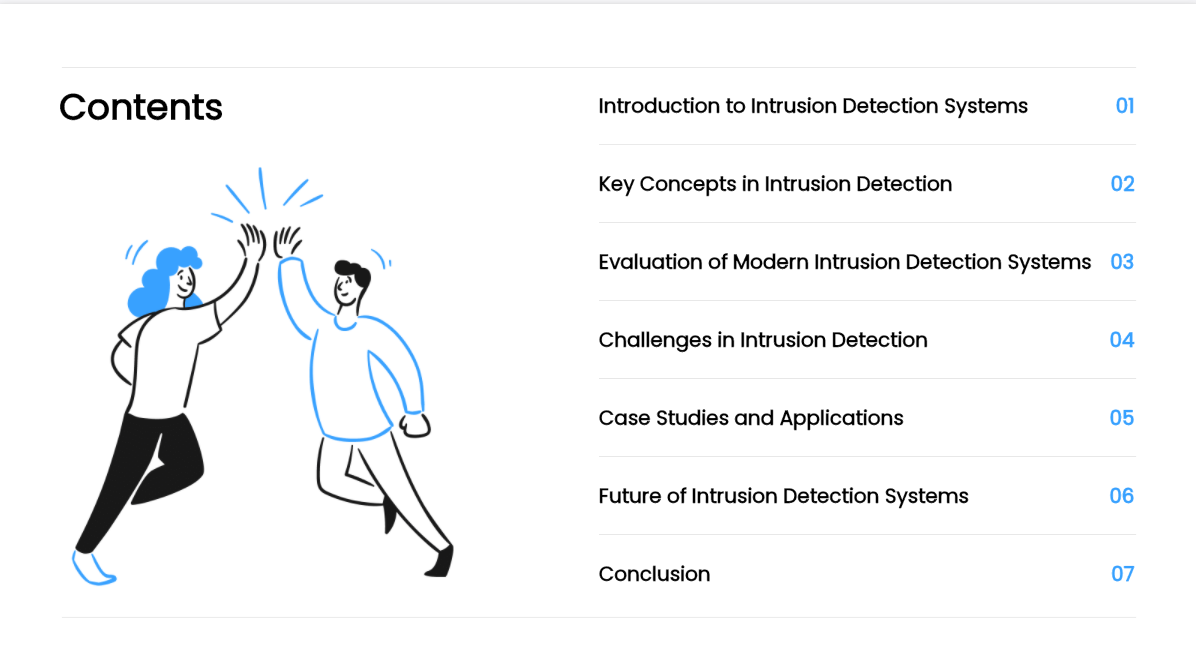 Contents
Introduction to Intrusion Detection Systems 01
Key Concepts in Intrusion Detection 02
Evaluation of Modern Intrusion Detection Systems 03
Challenges in Intrusion Detection 04
Case Studies and Applications 05
Future of Intrusion Detection Systems 06
Conclusion 07